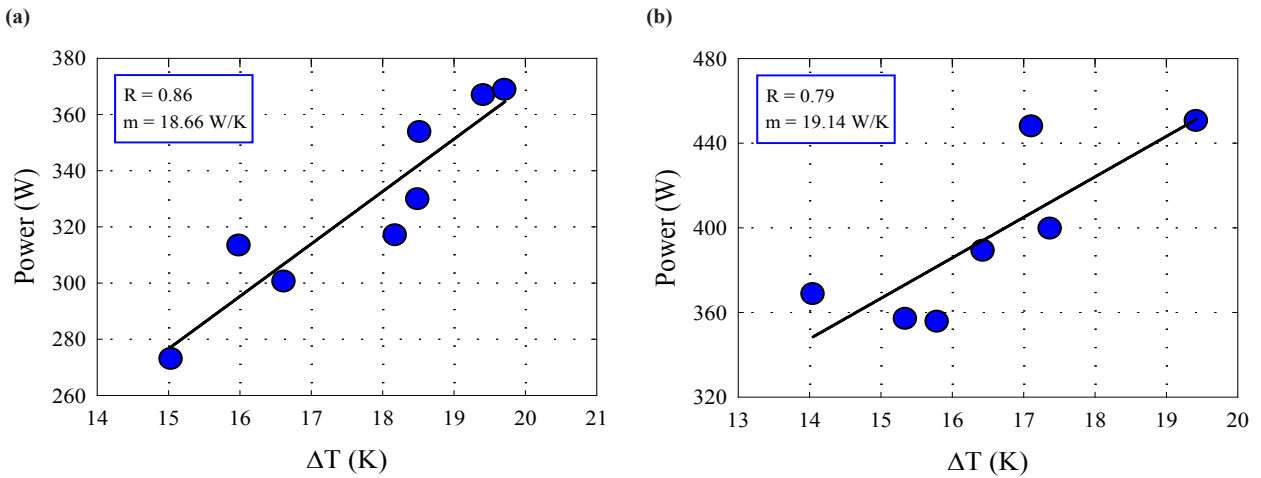 (a)
R = 0.86
m = 18.66 W/K
Power (W)
380
360
340
320
300
280
260
14 15 16 17 18 19 20 21
ΔT (K)
(b)
R = 0.79
m = 19.14 W/K
Power (W)
480
440
400
360
320
13 14 15 16 17 18 19 20
ΔT (K)